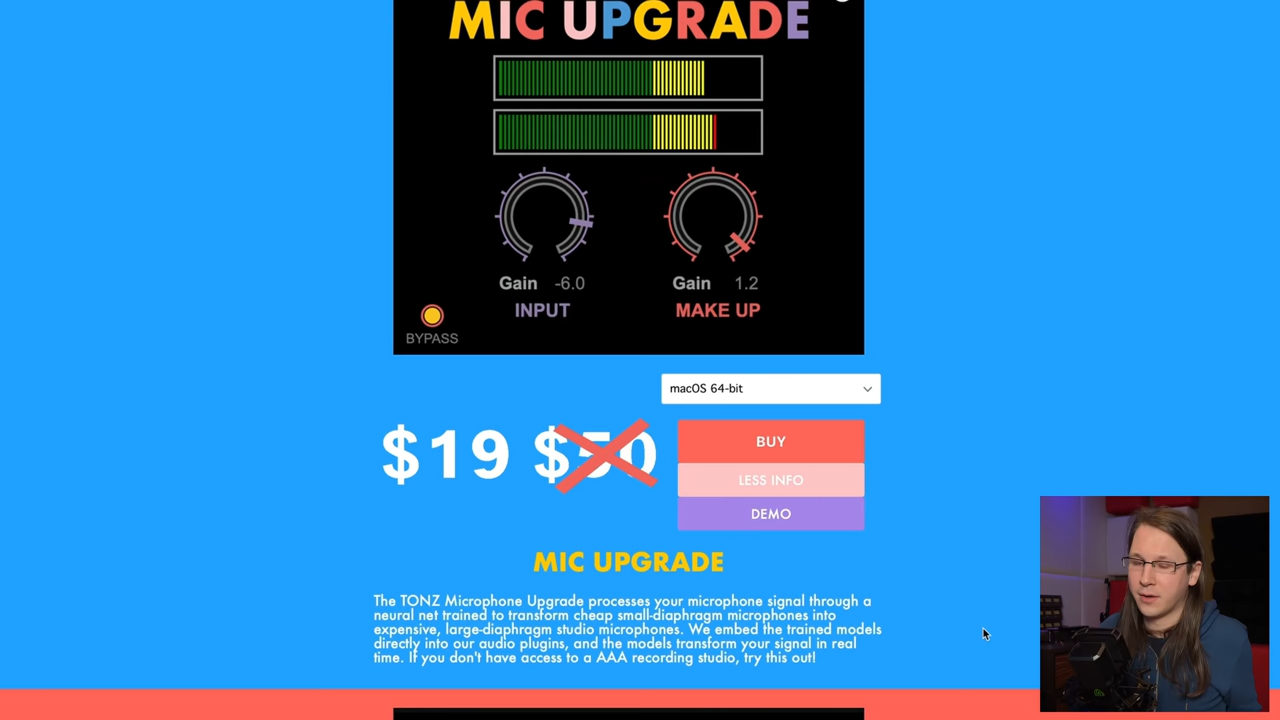 MIC UPGRADE
Gain -6.0
INPUT
Gain 1.2
MAKE UP
BYPASS
macOS 64-bit
$19 $50
BUY
LESS INFO
DEMO
MIC UPGRADE
The TONZ Microphone Upgrade processes your microphone signal through a
neural net trained to transform cheap small-diaphragm microphones into
expensive, large-diaphragm studio microphones. We embed the trained models
directly into our audio plugins, and the models transform your signal in real
time. If you don't have access to a AAA recording studio, try this out!